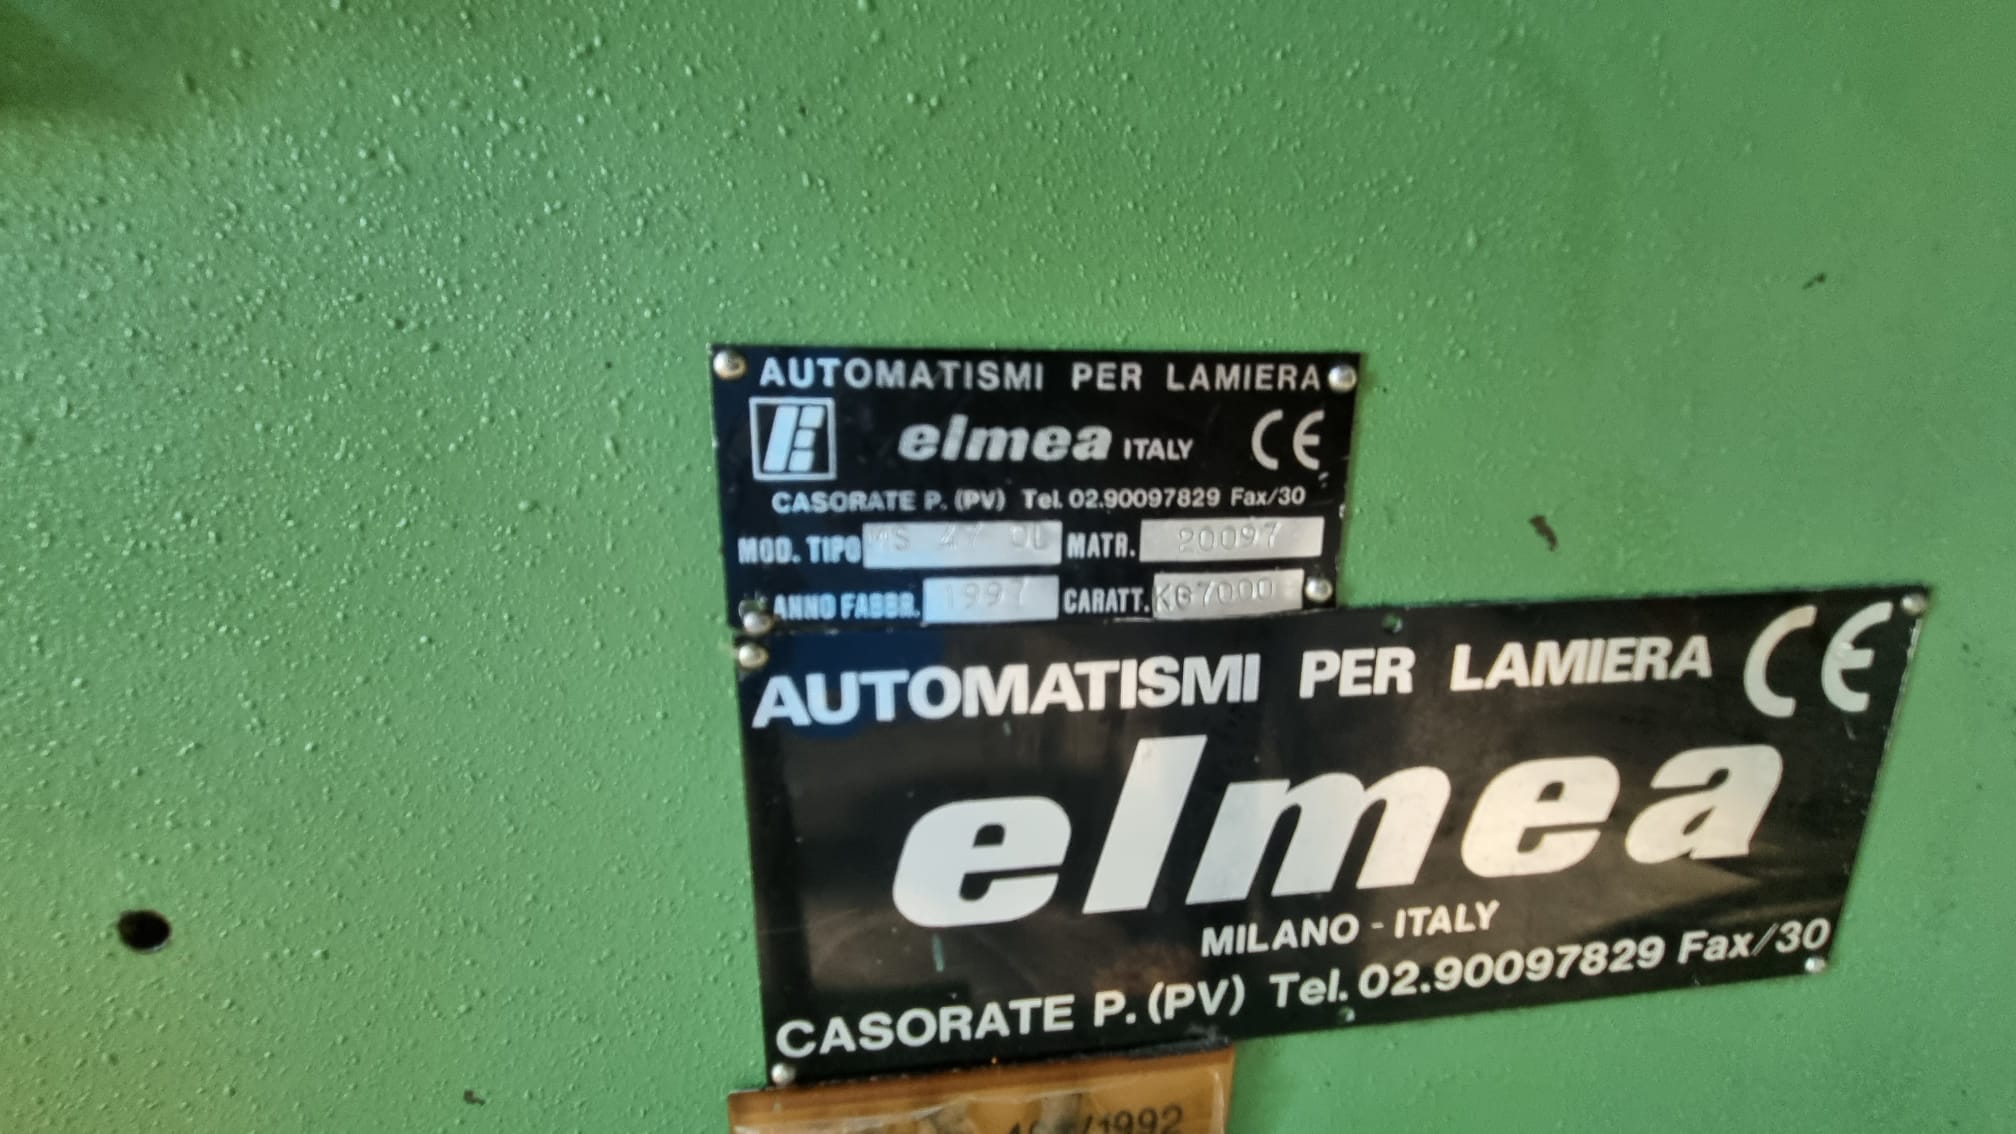 AUTOMATISMI PER LAMIERA
elmea ITALY CE
CASORATE P. (PV) Tel. 02.90097829 Fax/30
MOD. TIPO MATR. 20097
ANNO FABBR. 1997 CARATT. KG7000
AUTOMATISMI PER LAMIERA CE
elmea
MILANO - ITALY
CASORATE P. (PV) Tel. 02.90097829 Fax/30
/1992